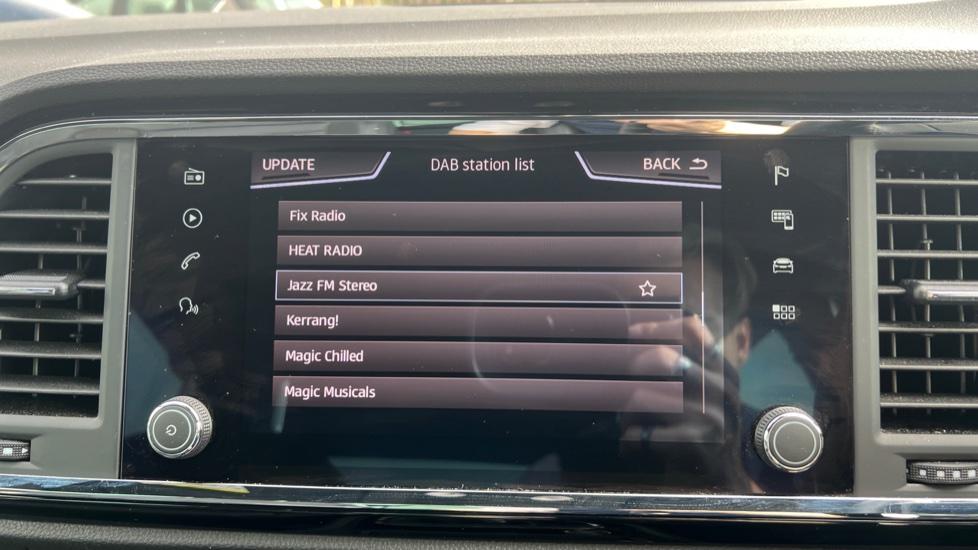 UPDATE
DAB station list
BACK
Fix Radio
HEAT RADIO
Jazz FM Stereo
Kerrang!
Magic Chilled
Magic Musicals